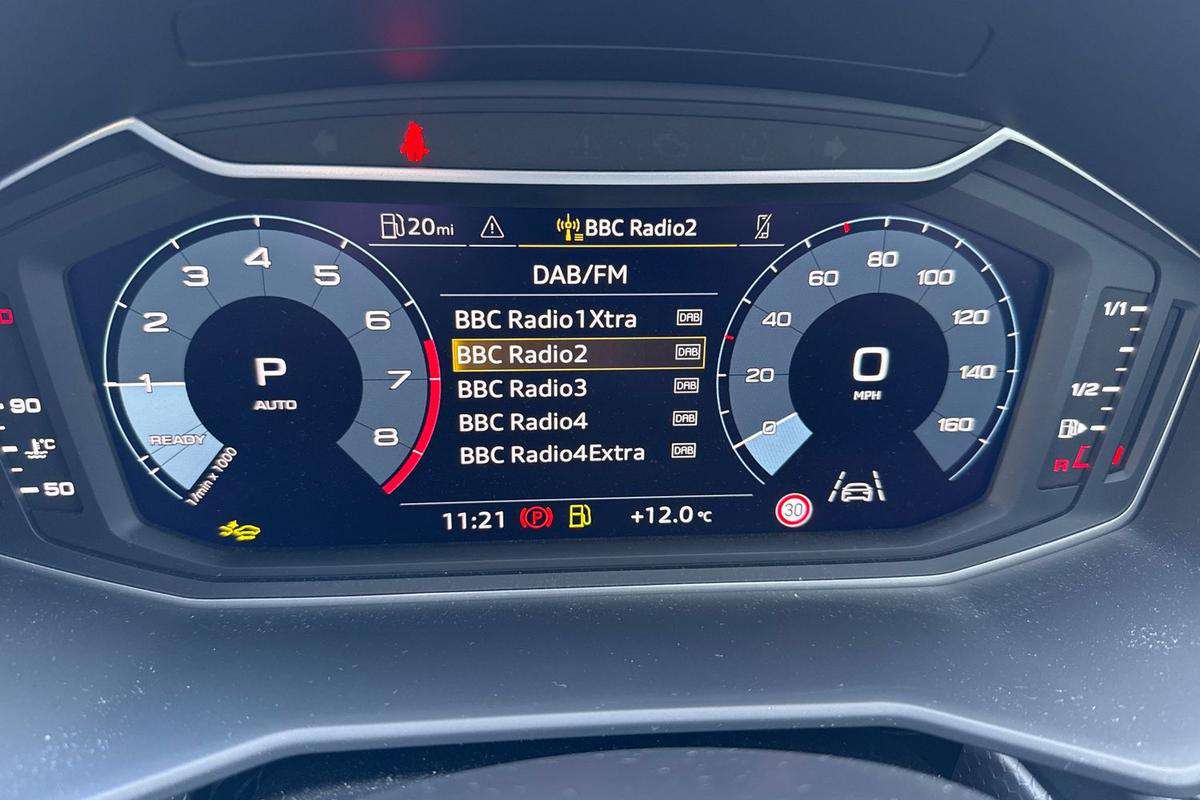 20mi
BBC Radio2
DAB/FM
BBC Radio1Xtra DAB
BBC Radio2 DAB
BBC Radio3 DAB
BBC Radio4 DAB
BBC Radio4Extra DAB
11:21 P +12.0°C
1 2 3 4 5 6 7 8
P
AUTO
READY
1/min x 1000
0 20 40 60 80 100 120 140 160
0
MPH
30
90
°C
50
1/1
1/2
R